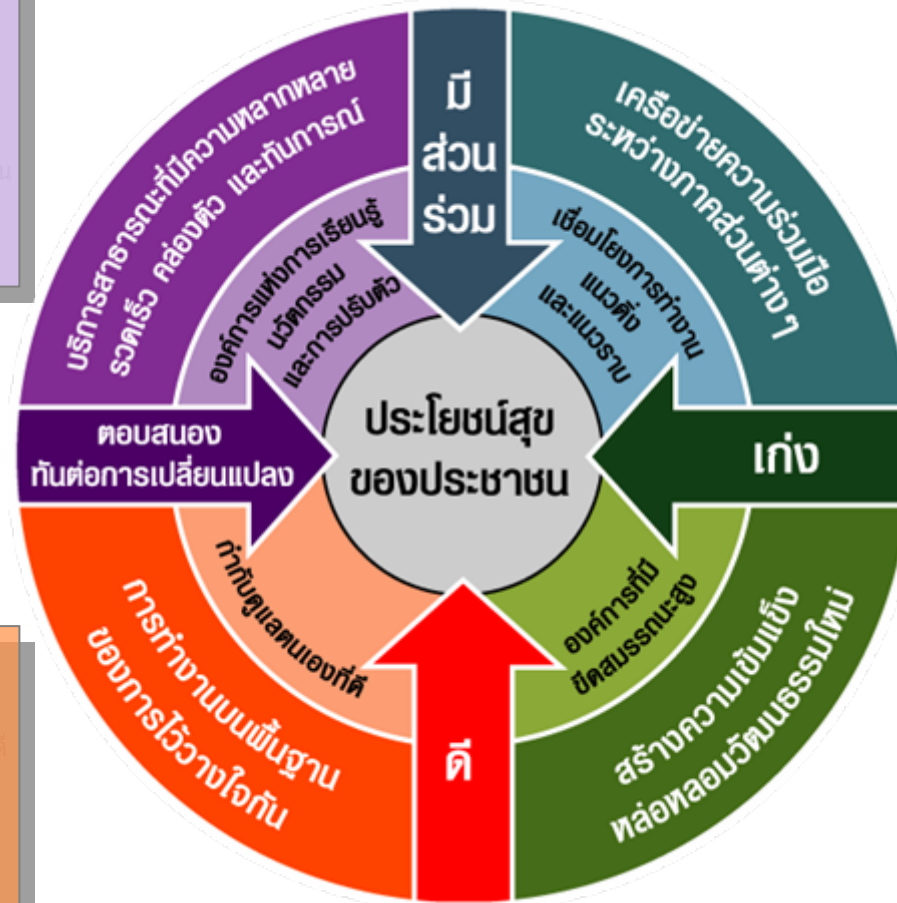 มี
ส่วน
ร่วม
บริการสาธารณะที่มีความหลากหลาย
รวดเร็ว คล่องตัว และทันการณ์
องค์การแห่งการเรียนรู้
นวัตกรรม
และการปรับตัว
เครือข่ายความร่วมมือ
ระหว่างภาคส่วนต่าง ๆ
เชื่อมโยงการทำงาน
แนวดิ่ง
และแนวราบ
ตอบสนอง
ทันต่อการเปลี่ยนแปลง
ประโยชน์สุข
ของประชาชน
เก่ง
กำกับดูแลตนเองที่ดี
การทำงานบนพื้นฐาน
ของการไว้วางใจกัน
ดี
องค์การที่มี
ขีดสมรรถนะสูง
สร้างความเข้มแข็ง
หล่อหลอมวัฒนธรรมใหม่